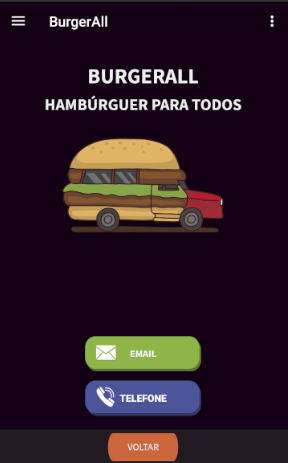 BurgerAll
BURGERALL
HAMBÚRGUER PARA TODOS
EMAIL
TELEFONE
VOLTAR